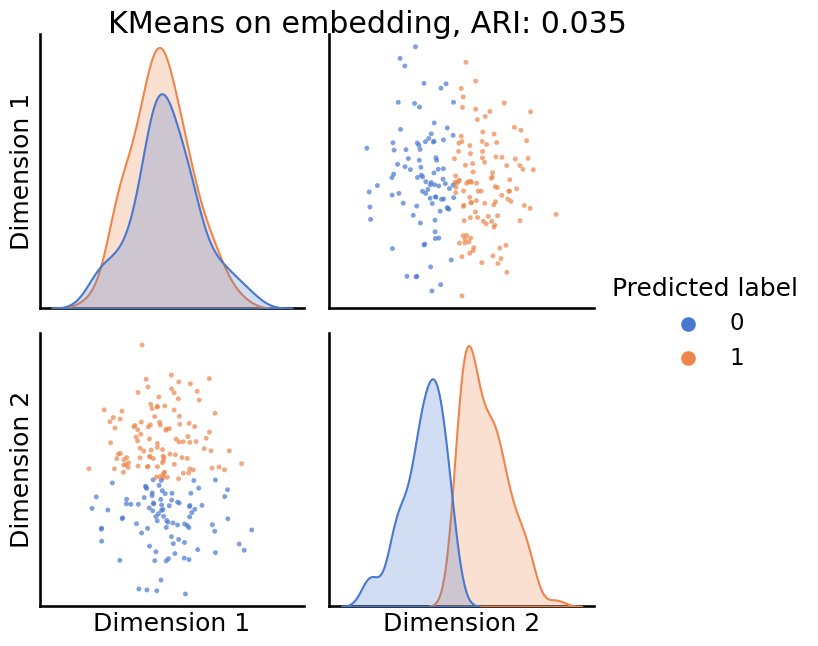 KMeans on embedding, ARI: 0.035
Dimension 1
Dimension 2
Dimension 1
Dimension 2
Predicted label
0
1